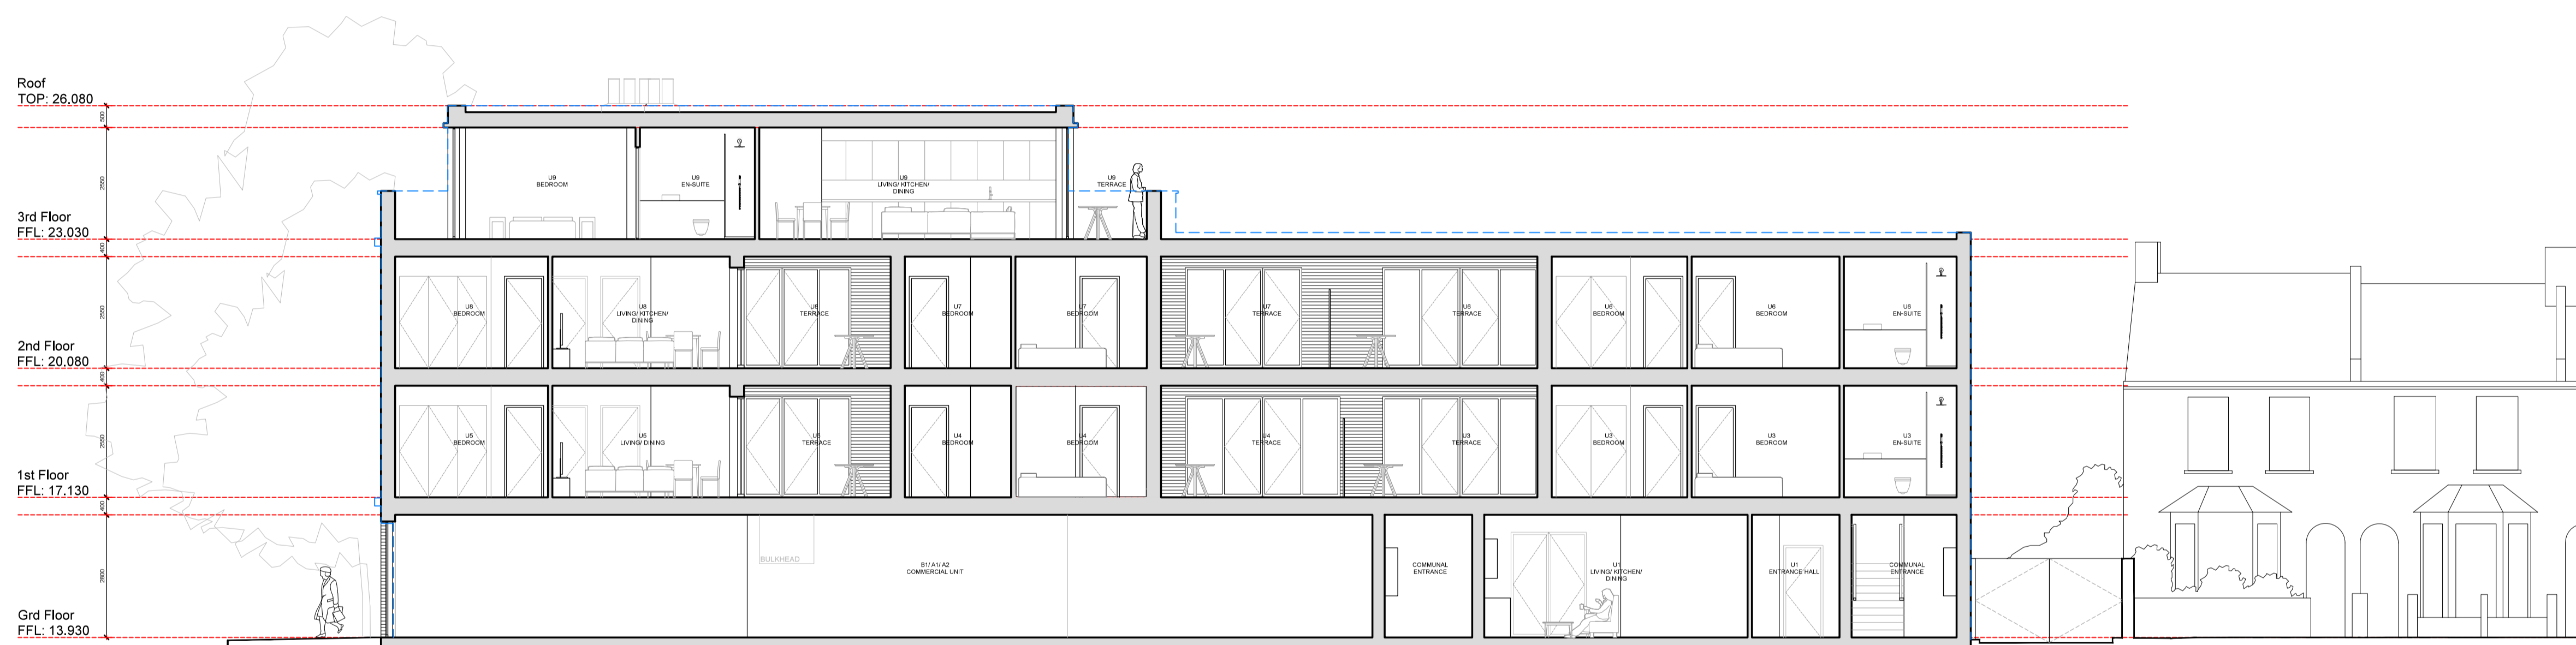 Roof
TOP: 26.080
500
2550
U9
BEDROOM
U9
EN-SUITE
U9
LIVING/ KITCHEN/
DINING
U9
TERRACE
3rd Floor
FFL: 23.030
400
2550
U8
BEDROOM
U8
LIVING/ KITCHEN/
DINING
U8
TERRACE
U7
BEDROOM
U7
BEDROOM
U7
TERRACE
U6
TERRACE
U6
BEDROOM
U6
BEDROOM
U6
EN-SUITE
2nd Floor
FFL: 20.080
400
2550
U5
BEDROOM
U5
LIVING/ DINING
U5
TERRACE
U4
BEDROOM
U4
BEDROOM
U4
TERRACE
U3
TERRACE
U3
BEDROOM
U3
BEDROOM
U3
EN-SUITE
1st Floor
FFL: 17.130
400
2800
BULKHEAD
B1/ A1/ A2
COMMERCIAL UNIT
COMMUNAL
ENTRANCE
U1
LIVING/ KITCHEN/
DINING
U1
ENTRANCE HALL
COMMUNAL
ENTRANCE
Grd Floor
FFL: 13.930